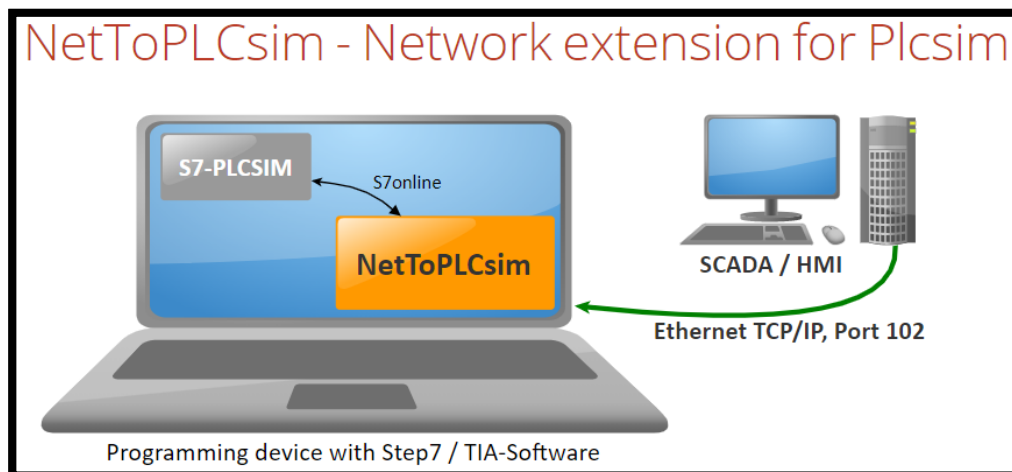 NetToPLCsim - Network extension for Plcsim
S7-PLCSIM
S7online
NetToPLCsim
SCADA / HMI
Ethernet TCP/IP, Port 102
Programming device with Step7 / TIA-Software